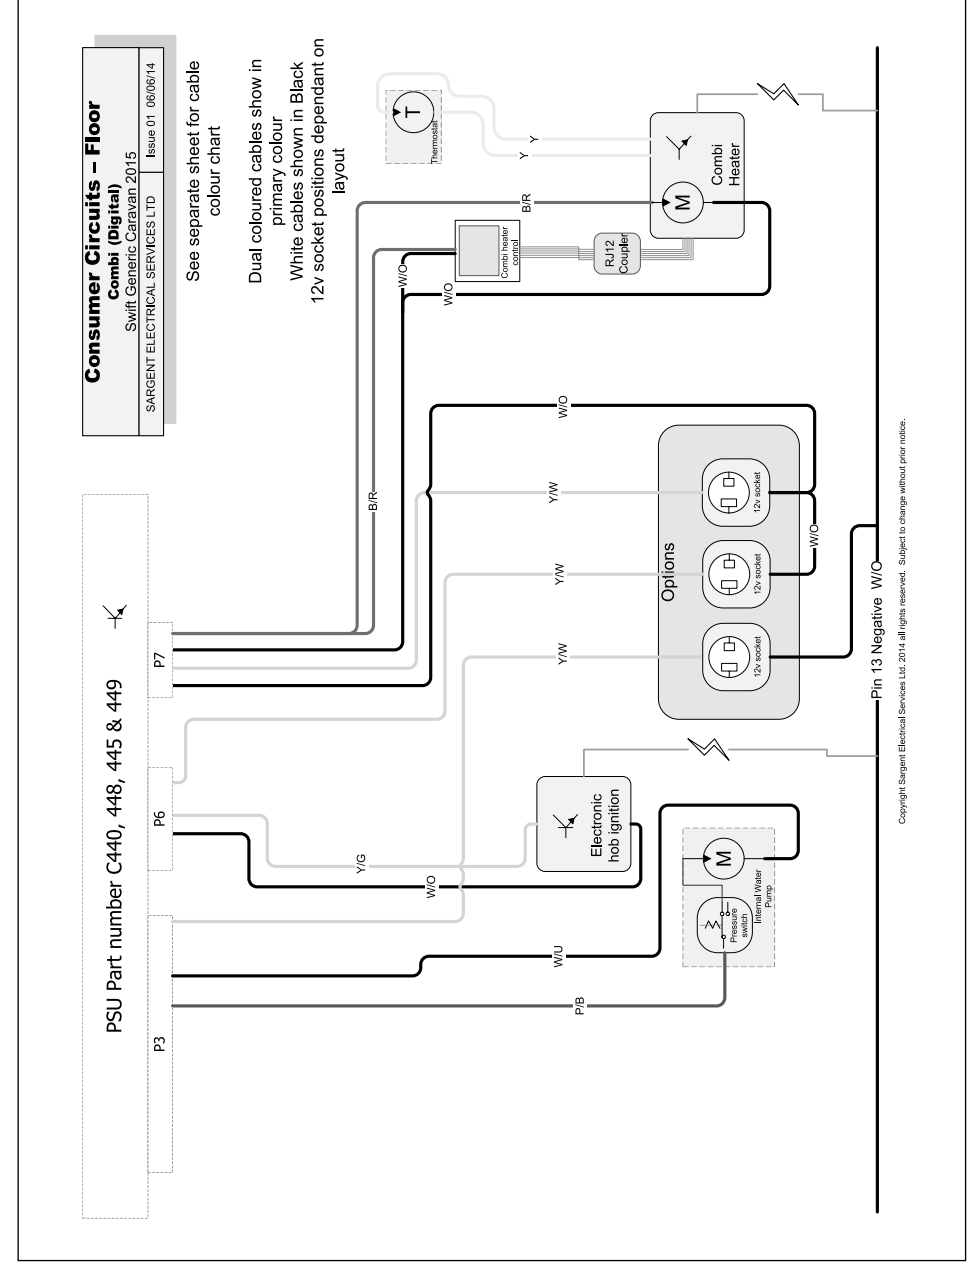 Consumer Circuits – Floor
Combi (Digital)
Swift Generic Caravan 2015
SARGENT ELECTRICAL SERVICES LTD
Issue 01 06/06/14
See separate sheet for cable
colour chart
Dual coloured cables show in
primary colour
White cables shown in Black
12v socket positions dependant on
layout
PSU Part number C440, 448, 445 & 449
P3
P6
P7
B/R
B/R
W/O
W/O
W/O
Y/W
Y/W
Y/W
Y/G
W/O
W/U
P/B
Y
Y
T
Thermostat
Combi heater
control
RJ12
Coupler
M
Combi
Heater
Options
12v socket
12v socket
12v socket
W/O
Electronic
hob ignition
M
Pressure
switch
Internal Water
Pump
Pin 13 Negative W/O
Copyright Sargent Electrical Services Ltd. 2014 all rights reserved. Subject to change without prior notice.